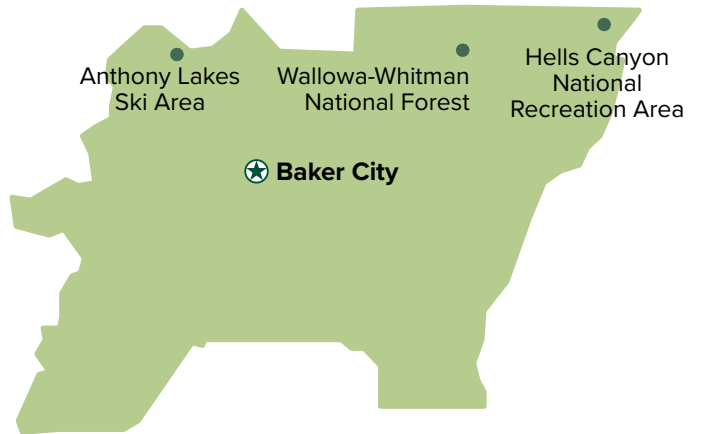 Anthony Lakes
Ski Area
Wallowa-Whitman
National Forest
Hells Canyon
National
Recreation Area
Baker City